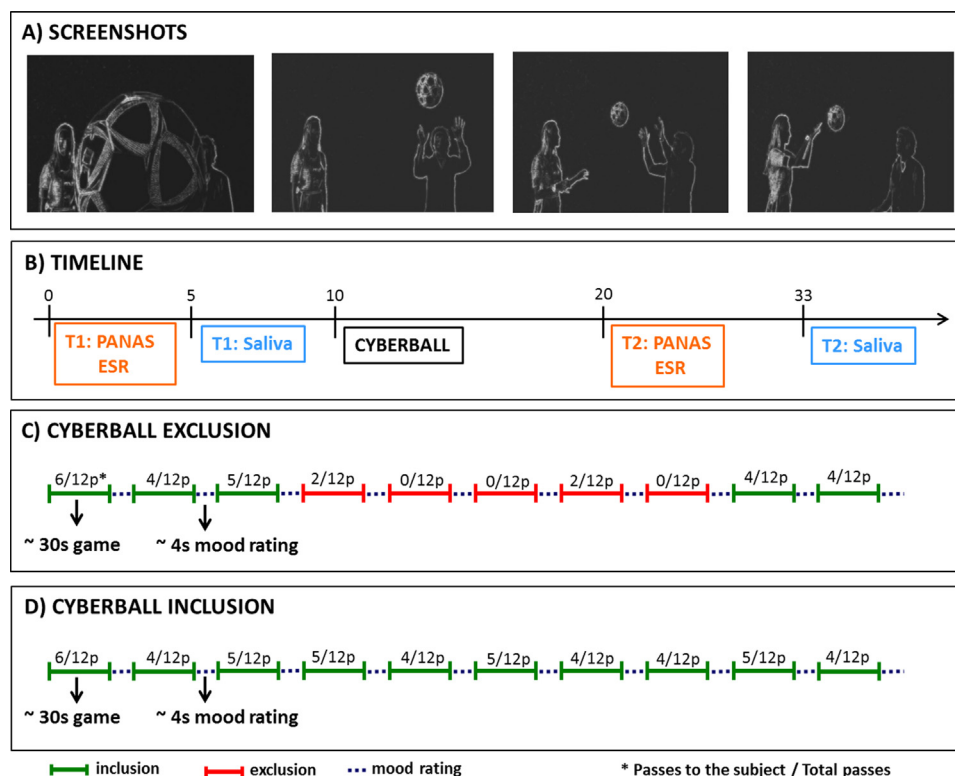 A) SCREENSHOTS
B) TIMELINE
0 5 10 20 33
T1: PANAS
ESR
T1: Saliva
CYBERBALL
T2: PANAS
ESR
T2: Saliva
C) CYBERBALL EXCLUSION
6/12p* 4/12p 5/12p 2/12p 0/12p 0/12p 2/12p 0/12p 4/12p 4/12p
~ 30s game ~ 4s mood rating
D) CYBERBALL INCLUSION
6/12p 4/12p 5/12p 5/12p 4/12p 5/12p 4/12p 4/12p 5/12p 4/12p
~ 30s game ~ 4s mood rating
inclusion exclusion mood rating * Passes to the subject / Total passes